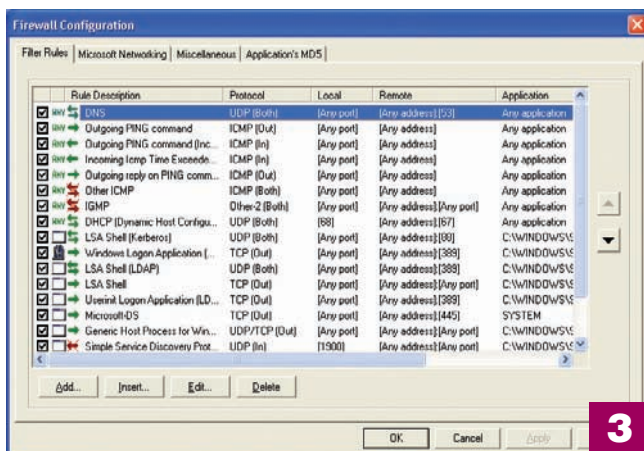 Firewall Configuration
Filter Rules Microsoft Networking Miscellaneous Application's MD5
Rule Description Protocol Local Remote Application
DNS UDP (Both) [Any port] [Any address]:[53] Any application
Outgoing PING command ICMP (Out) [Any port] [Any address] Any application
Outgoing PING command (Inc... ICMP (In) [Any port] [Any address] Any application
Incoming Icmp Time Exceede... ICMP (In) [Any port] [Any address] Any application
Outgoing reply on PING comm... ICMP (Out) [Any port] [Any address] Any application
Other ICMP ICMP (Both) [Any port] [Any address] Any application
IGMP Other-2 (Both) [Any port] [Any address]:[Any port] Any application
DHCP (Dynamic Host Configu... UDP (Both) [68] [Any address]:[67] Any application
LSA Shell (Kerberos) UDP (Both) [Any port] [Any address]:[88] C:\WINDOWS\S
Windows Logon Application (... TCP (Out) [Any port] [Any address]:[389] C:\WINDOWS\S
LSA Shell (LDAP) UDP (Both) [Any port] [Any address]:[389] C:\WINDOWS\S
LSA Shell TCP (Out) [Any port] [Any address]:[Any port] C:\WINDOWS\S
Userinit Logon Application (LD... TCP (Out) [Any port] [Any address]:[389] C:\WINDOWS\S
Microsoft-DS TCP (Out) [Any port] [Any address]:[445] SYSTEM
Generic Host Process for Win... UDP/TCP (Out) [Any port] [Any address]:[Any port] C:\WINDOWS\S
Simple Service Discovery Prot... UDP (In) [1900] [Any address]:[Any port] C:\WINDOWS\S
Add... Insert... Edit... Delete
OK Cancel Apply
3